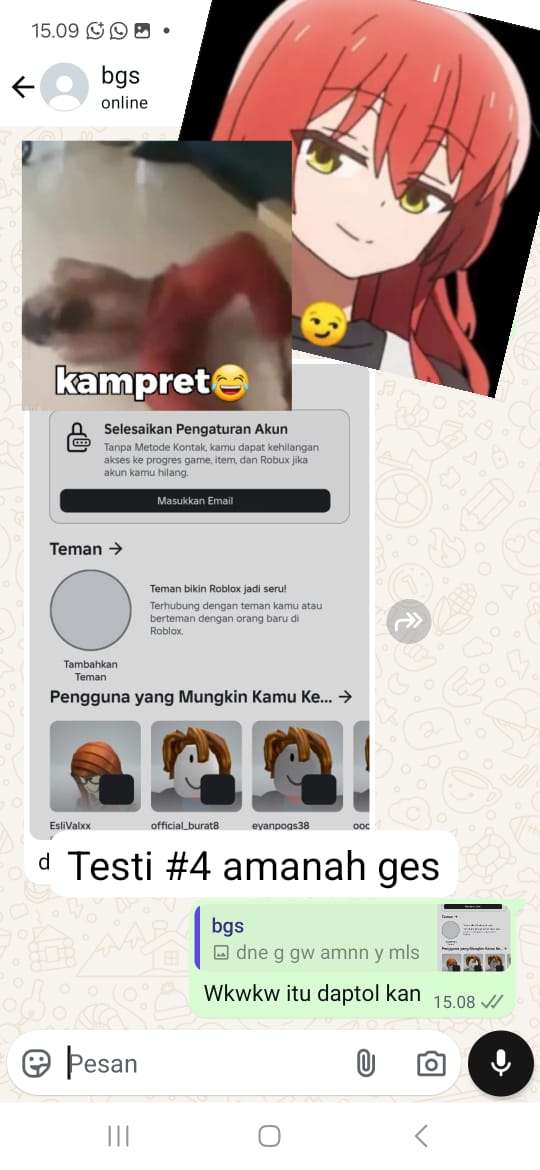 15.09
bgs
online
kampret😂
Selesaikan Pengaturan Akun
Tanpa Metode Kontak, kamu dapat kehilangan
akses ke progres game, item, dan Robux jika
akun kamu hilang.
Masukkan Email
Teman →
Teman bikin Roblox jadi seru!
Terhubung dengan teman kamu atau
berteman dengan orang baru di
Roblox.
Tambahkan
Teman
Pengguna yang Mungkin Kamu Ke... →
EsliValxx
official_burat8
eyanpogs38
d
Testi #4 amanah ges
bgs
dne g gw amnn y mls
Wkwkw itu daptol kan
15.08
Pesan